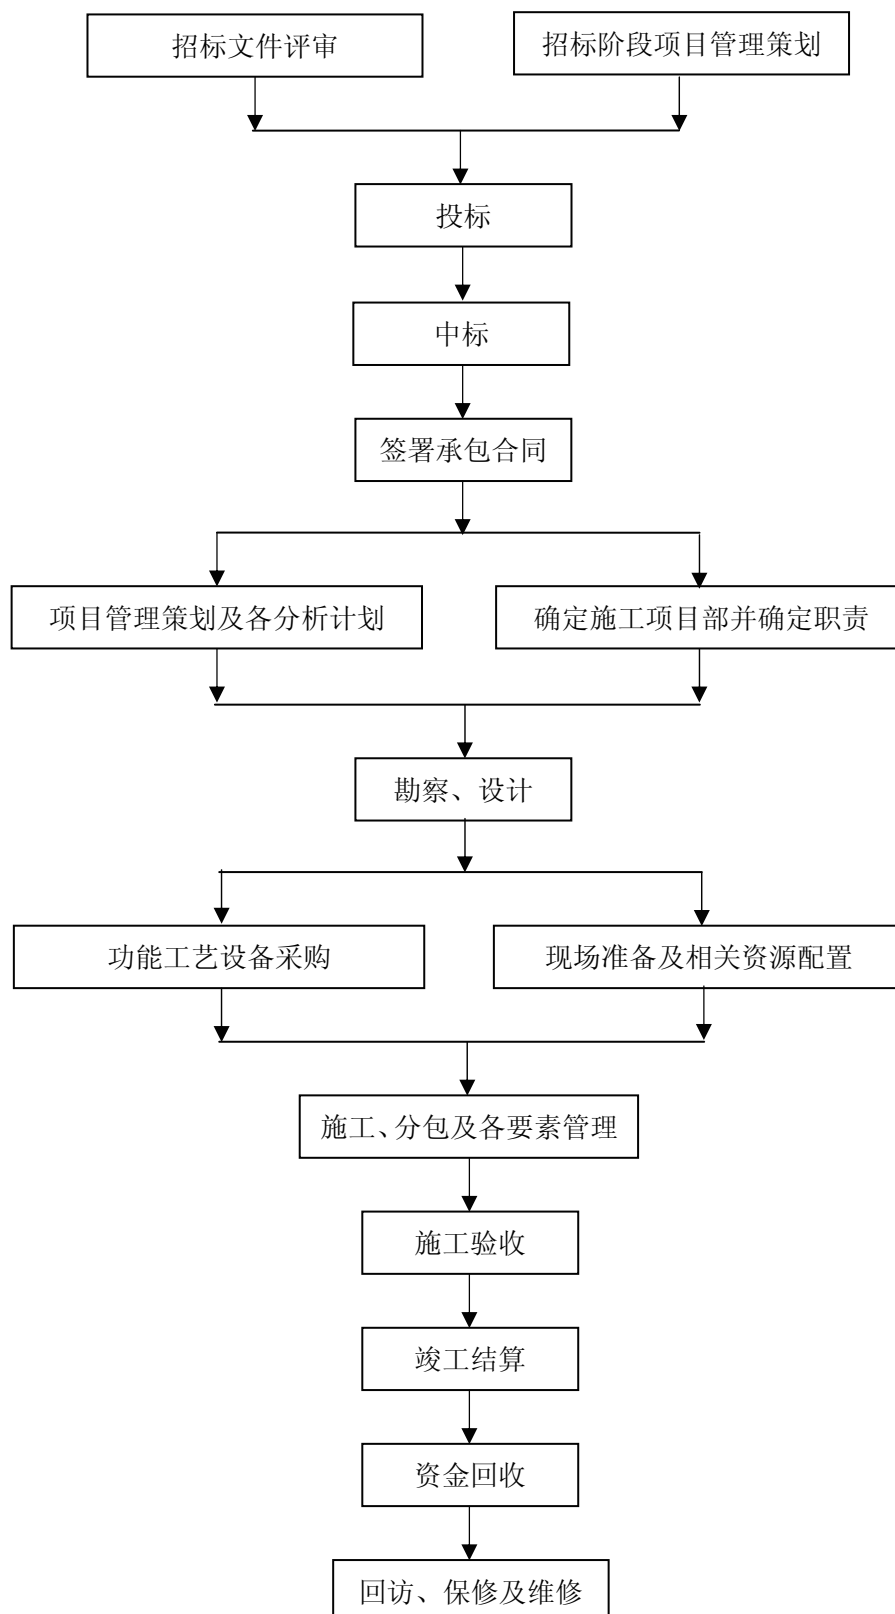 招标文件评审
招标阶段项目管理策划
投标
中标
签署承包合同
项目管理策划及各分析计划
确定施工项目部并确定职责
勘察、设计
功能工艺设备采购
现场准备及相关资源配置
施工、分包及各要素管理
施工验收
竣工结算
资金回收
回访、保修及维修